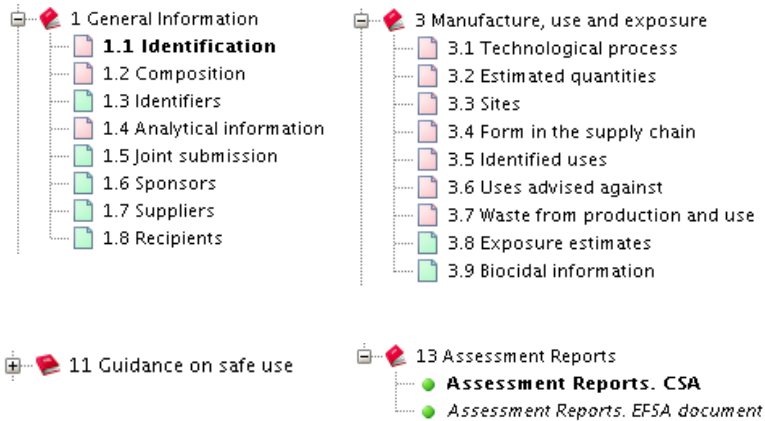 1 General Information
1.1 Identification
1.2 Composition
1.3 Identifiers
1.4 Analytical information
1.5 Joint submission
1.6 Sponsors
1.7 Suppliers
1.8 Recipients
3 Manufacture, use and exposure
3.1 Technological process
3.2 Estimated quantities
3.3 Sites
3.4 Form in the supply chain
3.5 Identified uses
3.6 Uses advised against
3.7 Waste from production and use
3.8 Exposure estimates
3.9 Biocidal information
11 Guidance on safe use
13 Assessment Reports
Assessment Reports. CSA
Assessment Reports. EFSA document